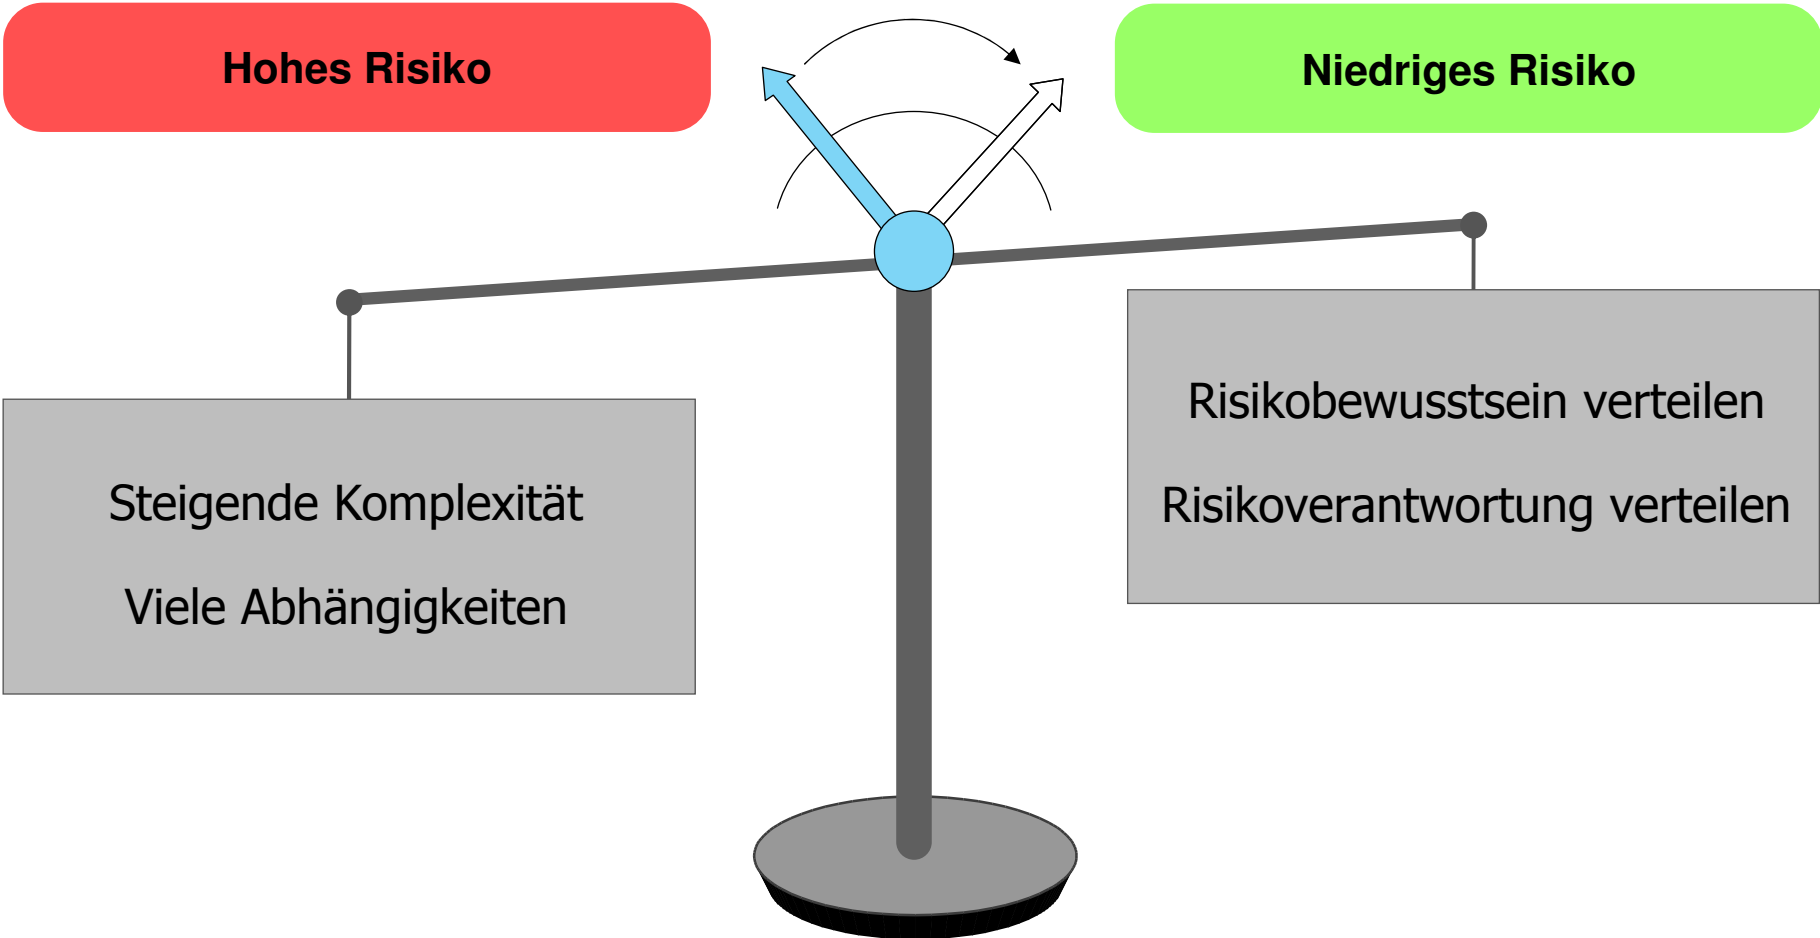 Hohes Risiko
Niedriges Risiko
Steigende Komplexität
Viele Abhängigkeiten
Risikobewusstsein verteilen
Risikoverantwortung verteilen